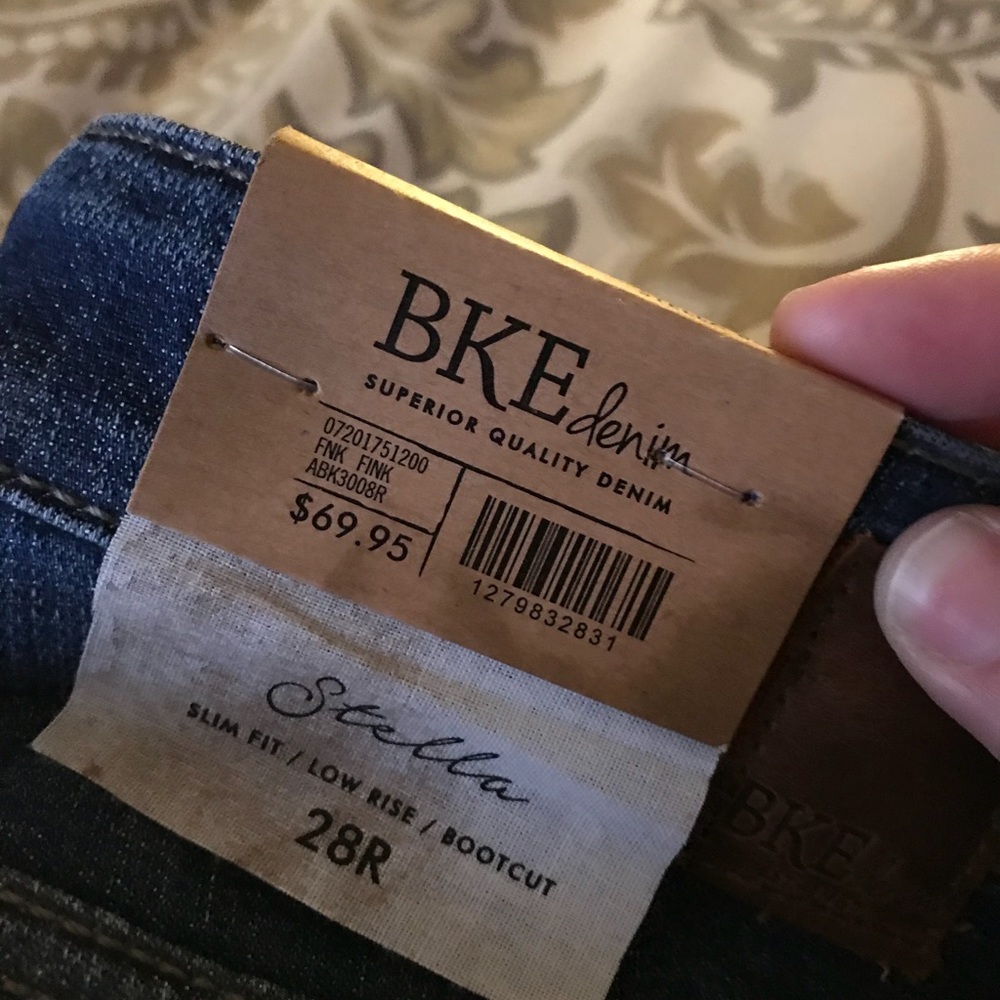 BKE denim
SUPERIOR QUALITY DENIM
07201751200
FNK FINK
ABK3008R
$69.95
1279832831
Stella
SLIM FIT / LOW RISE / BOOTCUT
28R
BKE